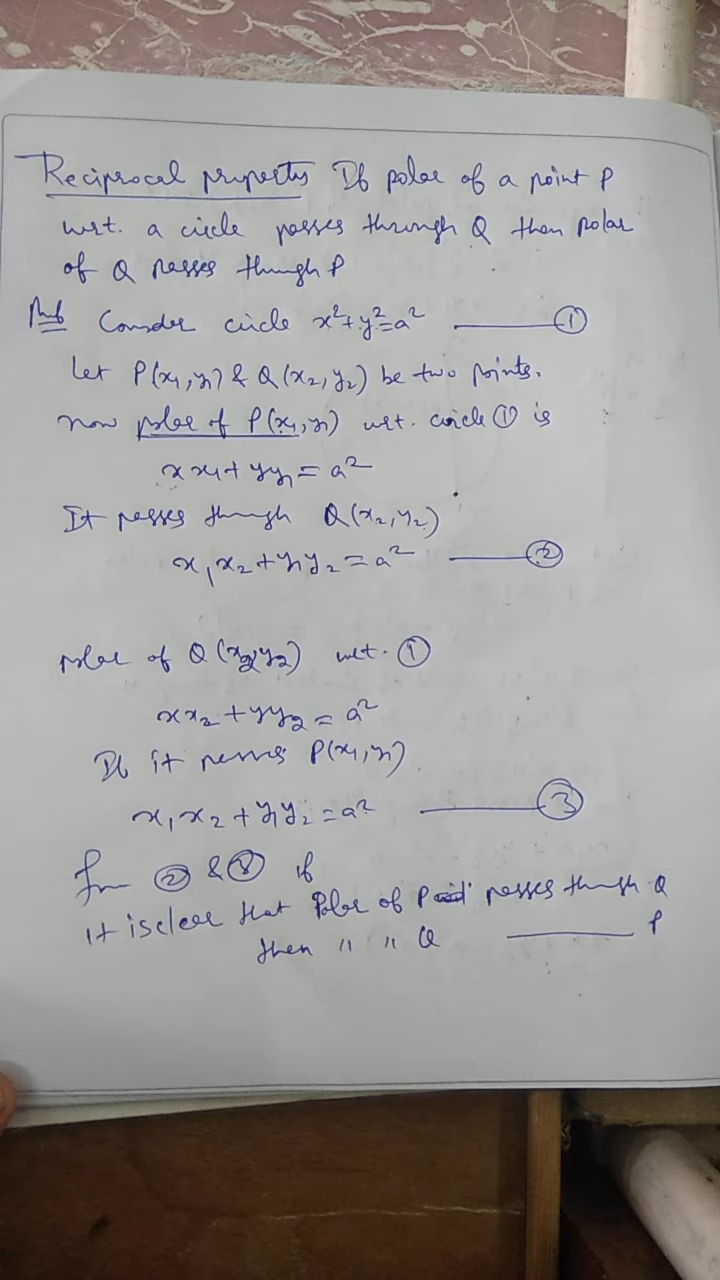 Reciprocal property If polar of a point P
w.r.t. a circle passes through Q then polar
of Q passes through P
Proof Consider circle x²+y²=a² ——— ①
Let P(x₁,y₁) & Q(x₂,y₂) be two points.
now polar of P(x₁,y₁) w.r.t. circle ① is
xx₁+yy₁=a²
It passes through Q(x₂,y₂)
x₁x₂+y₁y₂=a² ——— ②
polar of Q(x₂,y₂) w.r.t. ①
xx₂+yy₂=a²
If it passes P(x₁,y₁)
x₁x₂+y₁y₂=a² ——— ③
from ② & ③ if
it is clear that Polar of P passes through Q
then " " Q ——— P